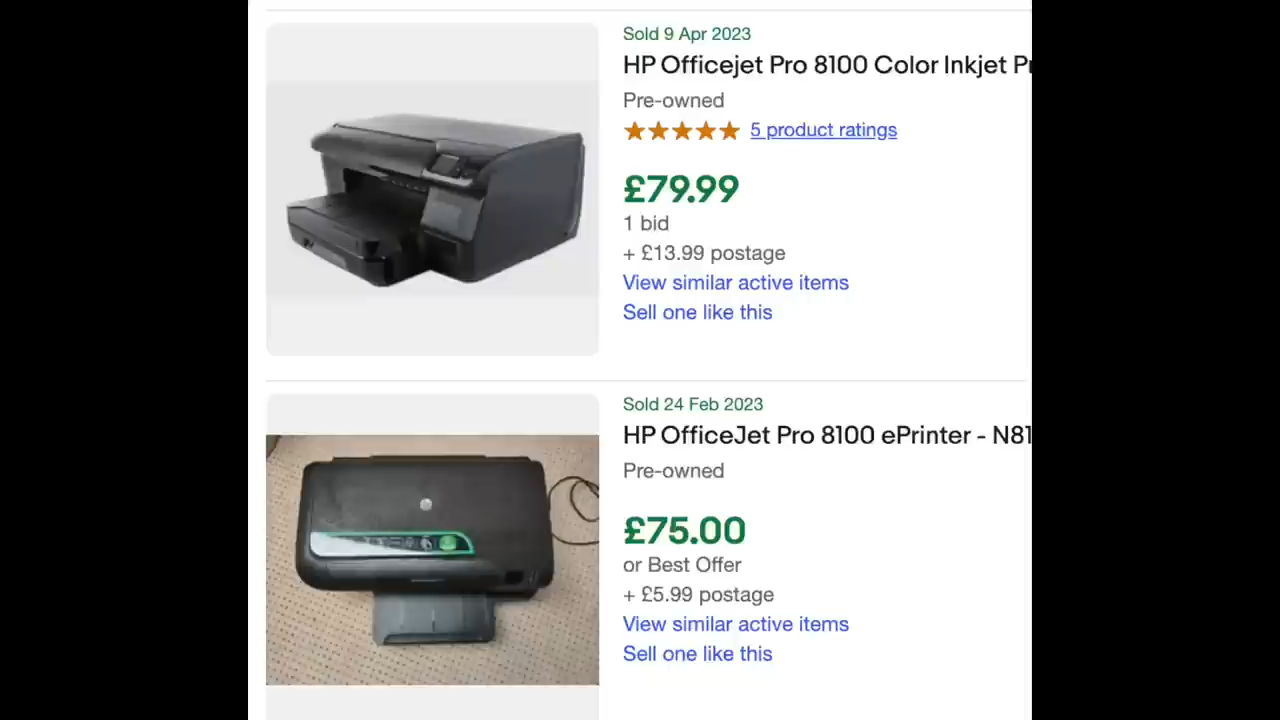 Sold 9 Apr 2023
HP Officejet Pro 8100 Color Inkjet
Pre-owned
5 product ratings
£79.99
1 bid
+ £13.99 postage
View similar active items
Sell one like this
Sold 24 Feb 2023
HP OfficeJet Pro 8100 ePrinter - N81
Pre-owned
£75.00
or Best Offer
+ £5.99 postage
View similar active items
Sell one like this